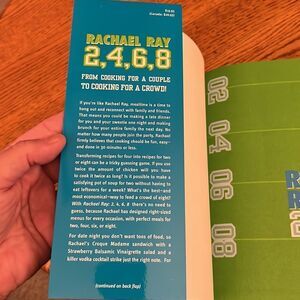 RACHAEL RAY
2,4,6,8
FROM COOKING FOR A COUPLE
TO COOKING FOR A CROWD!
If you're like Rachael Ray, mealtime is a time to
hang out and reconnect with family and friends.
That means you could be making a late dinner
for you and your sweetie one night and making
brunch for your entire family the next day. No
matter how many people join the party, Rachael
firmly believes that cooking should be fun, easy—
and done in 30 minutes or less.
Transforming recipes for four into recipes for two
or eight can be a tricky guessing game. If you use
twice the amount of chicken will you have
to cook it twice as long? Is it possible to make a
satisfying pot of soup for two without having to
eat leftovers for a week? What's the best—and
most economical—way to feed a crowd of eight?
With Rachael Ray: 2, 4, 6, 8 there's no need to
guess, because Rachael has designed right-sized
menus for every occasion, with perfect meals for
two, four, six, or eight.
For date night you don't want tons of food, so
Rachael's Croque Madame sandwich with a
Strawberry Balsamic Vinaigrette salad and a
killer vodka cocktail strike just the right note. For
(continued on back flap)
02 04 06 08